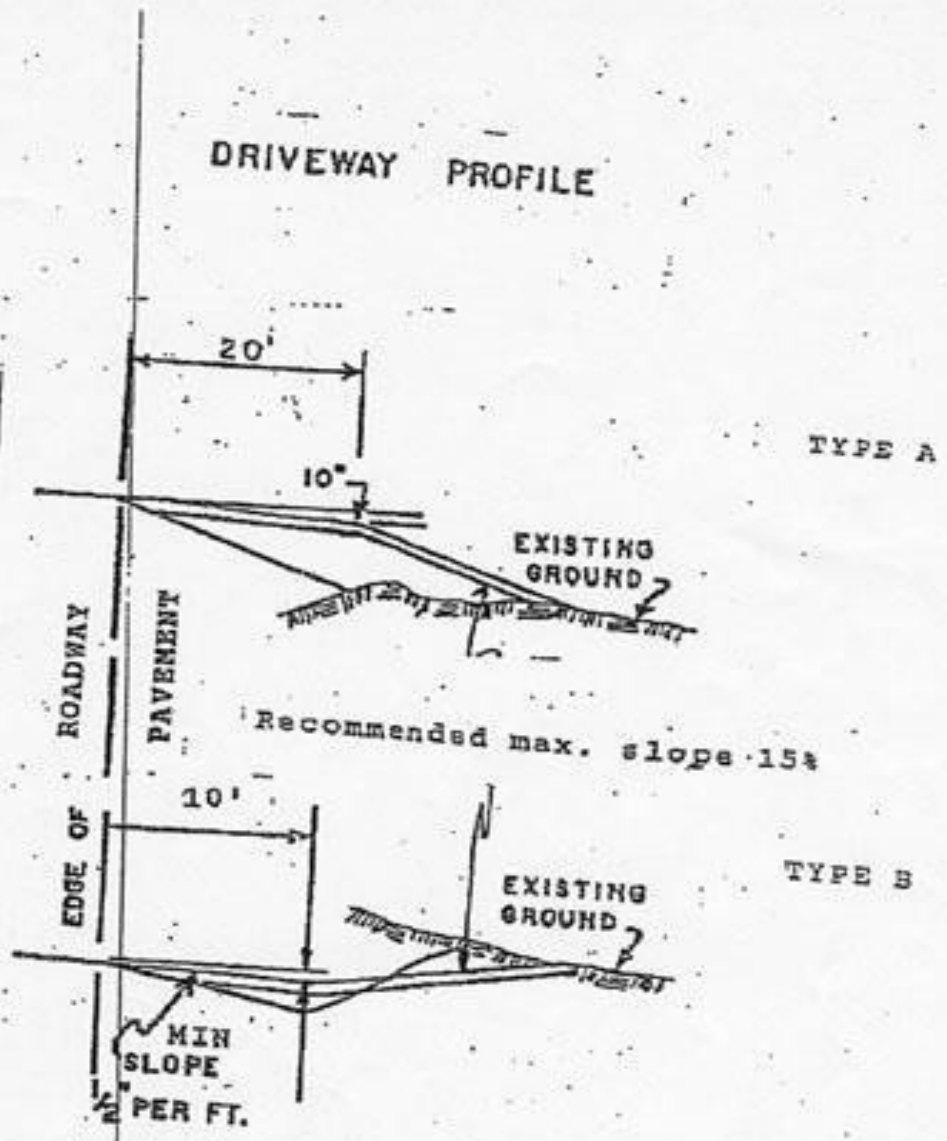 DRIVEWAY PROFILE
20'
TYPE A
10"
EXISTING
GROUND
EDGE OF ROADWAY
PAVEMENT
Recommended max. slope 15%
10'
TYPE B
EXISTING
GROUND
MIN
SLOPE
1/2" PER FT.